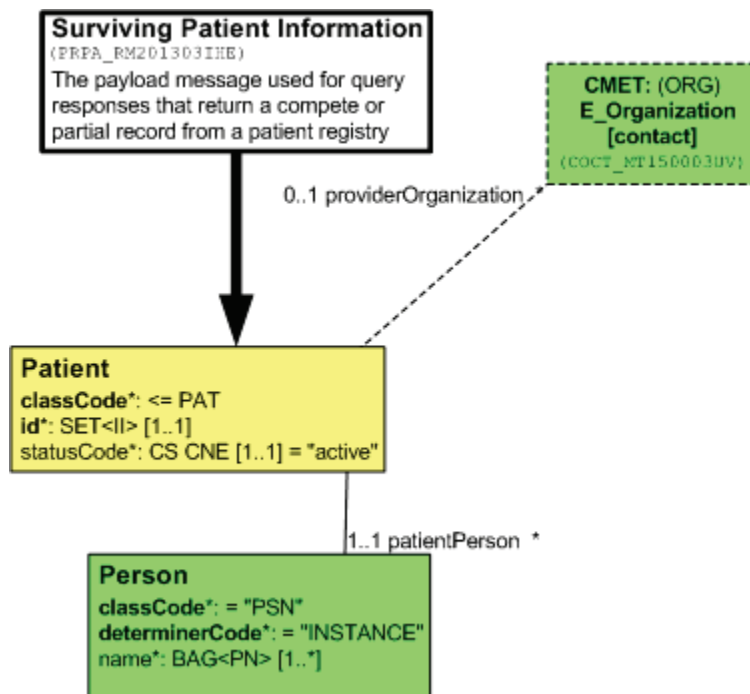 Surviving Patient Information
(PRPA_RM201303IHE)
The payload message used for query
responses that return a compete or
partial record from a patient registry
CMET: (ORG)
E_Organization
[contact]
(COCT_MT150003UV)
0..1 providerOrganization *
Patient
classCode*: <= PAT
id*: SET<II> [1..1]
statusCode*: CS CNE [1..1] = "active"
1..1 patientPerson *
Person
classCode*: = "PSN"
determinerCode*: = "INSTANCE"
name*: BAG<PN> [1..*]